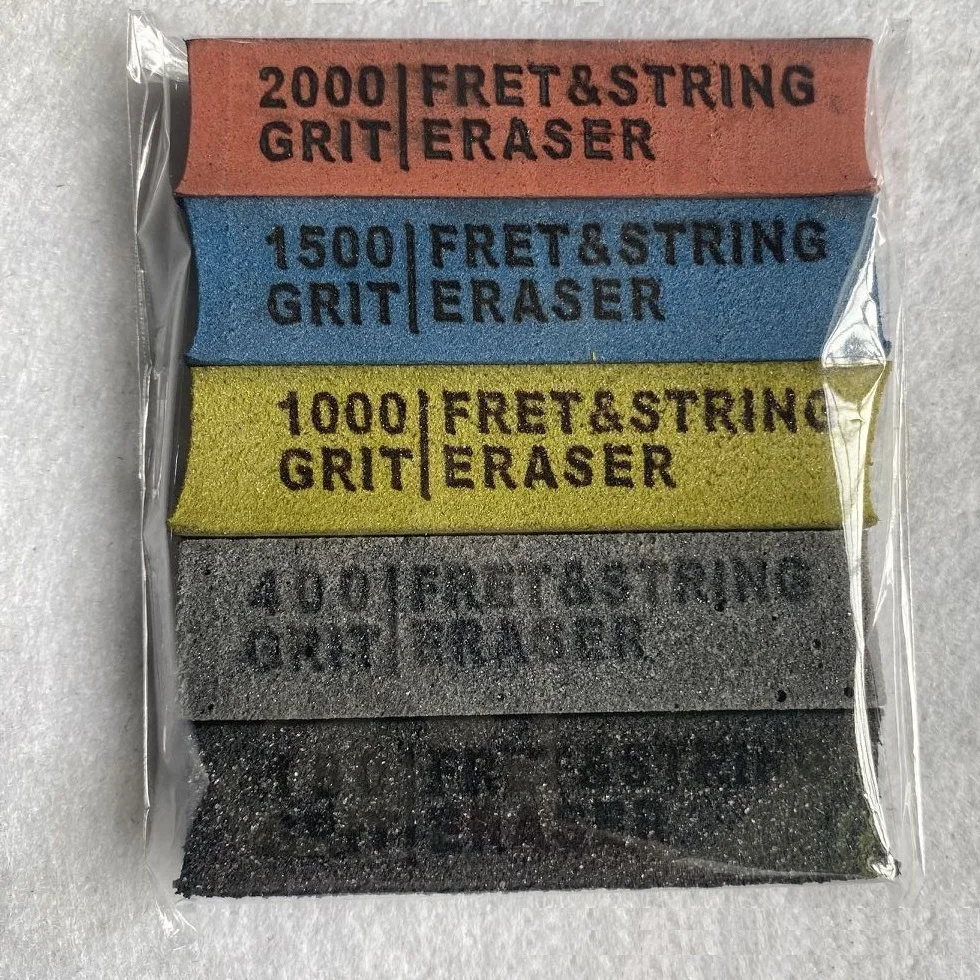 2000 | FRET&STRING
GRIT | ERASER
1500 | FRET&STRING
GRIT | ERASER
1000 | FRET&STRING
GRIT | ERASER
400 | FRET&STRING
GRIT | ERASER